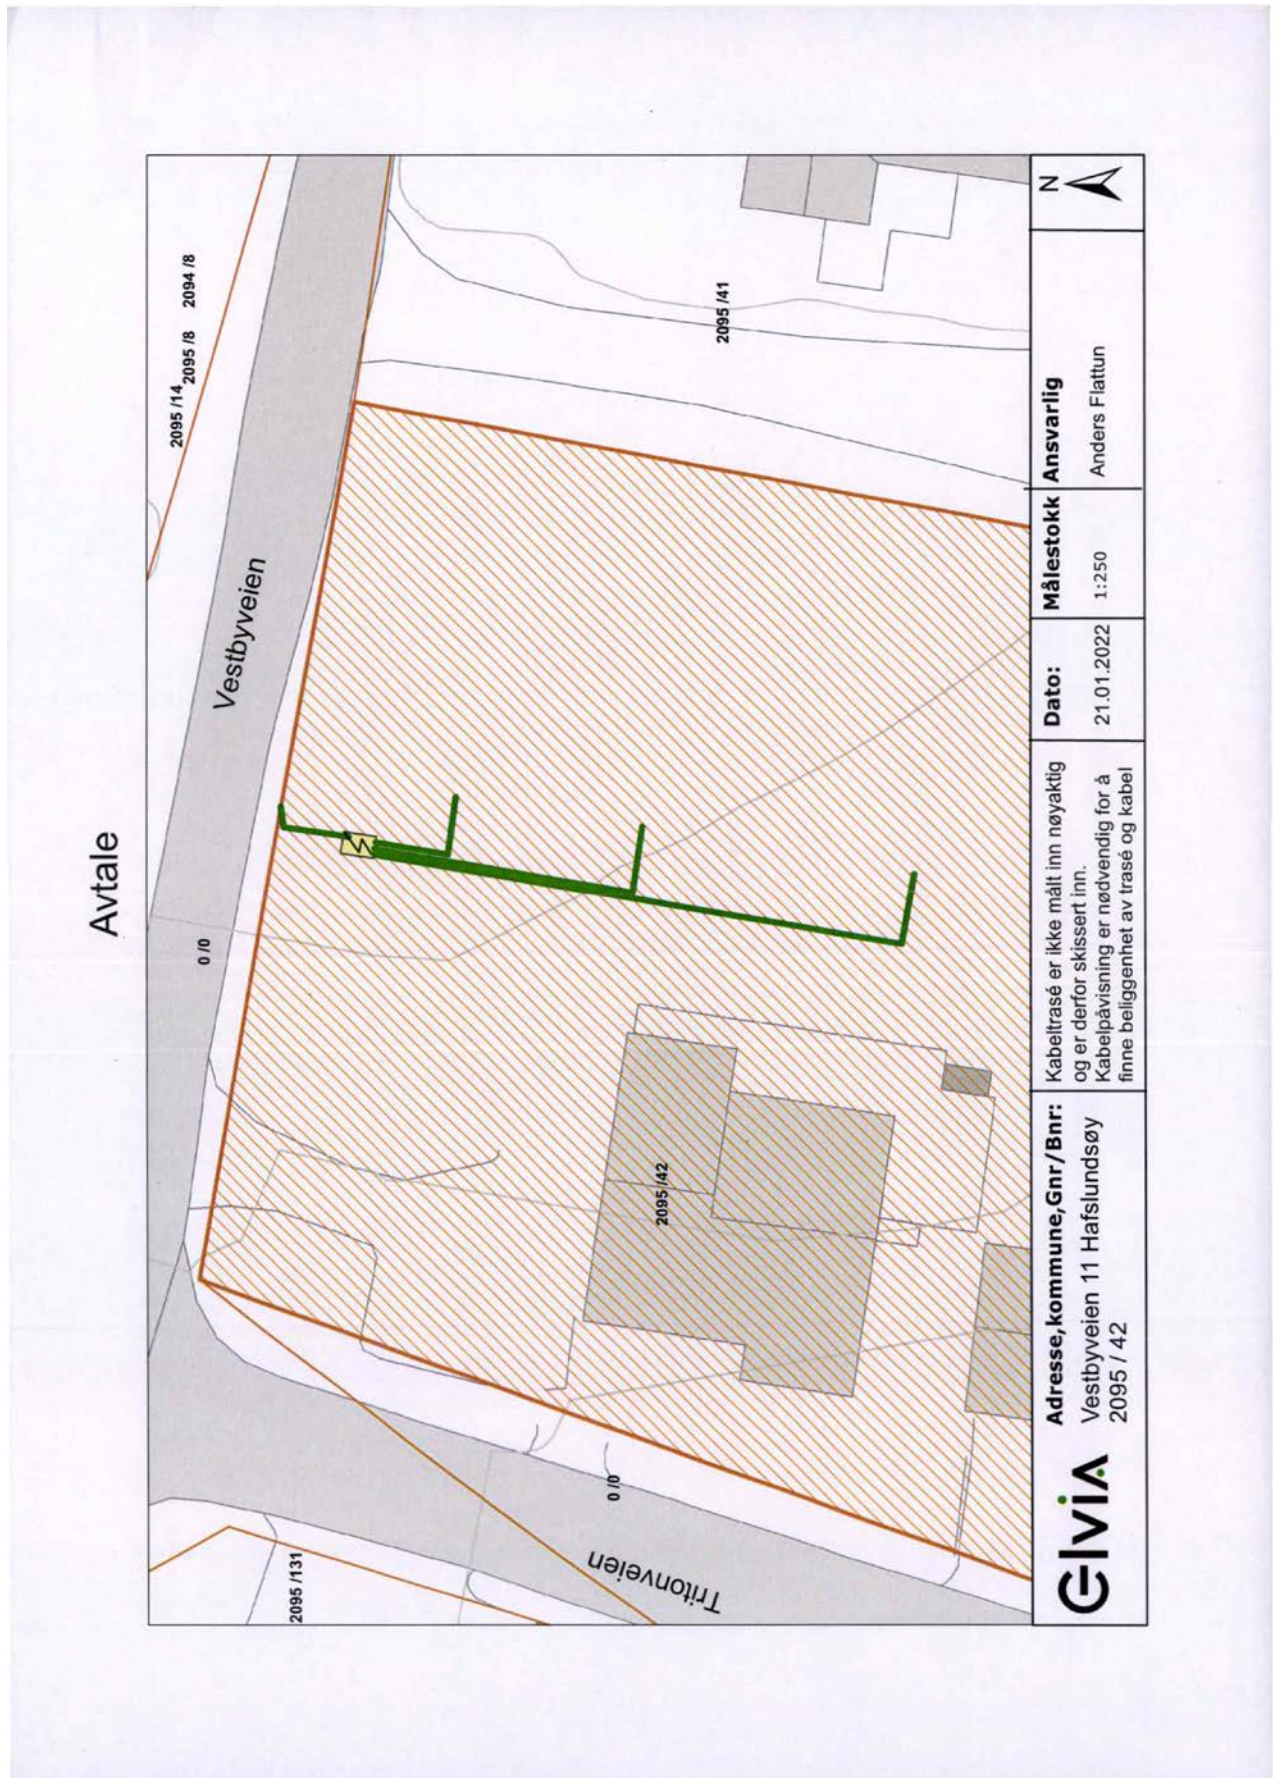 Avtale
2095 /14
2095 /8
2094 /8
Vestbyveien
0 /0
2095 /41
2095 /42
0 /0
Tritonveien
2095 /131
Elvia
Adresse,kommune,Gnr/Bnr:
Vestbyveien 11 Hafslundsøy
2095 / 42
Kabeltrasé er ikke målt inn nøyaktig
og er derfor skissert inn.
Kabelpåvisning er nødvendig for å
finne beliggenhet av trasé og kabel
Dato:
21.01.2022
Målestokk
1:250
Ansvarlig
Anders Flattun
N